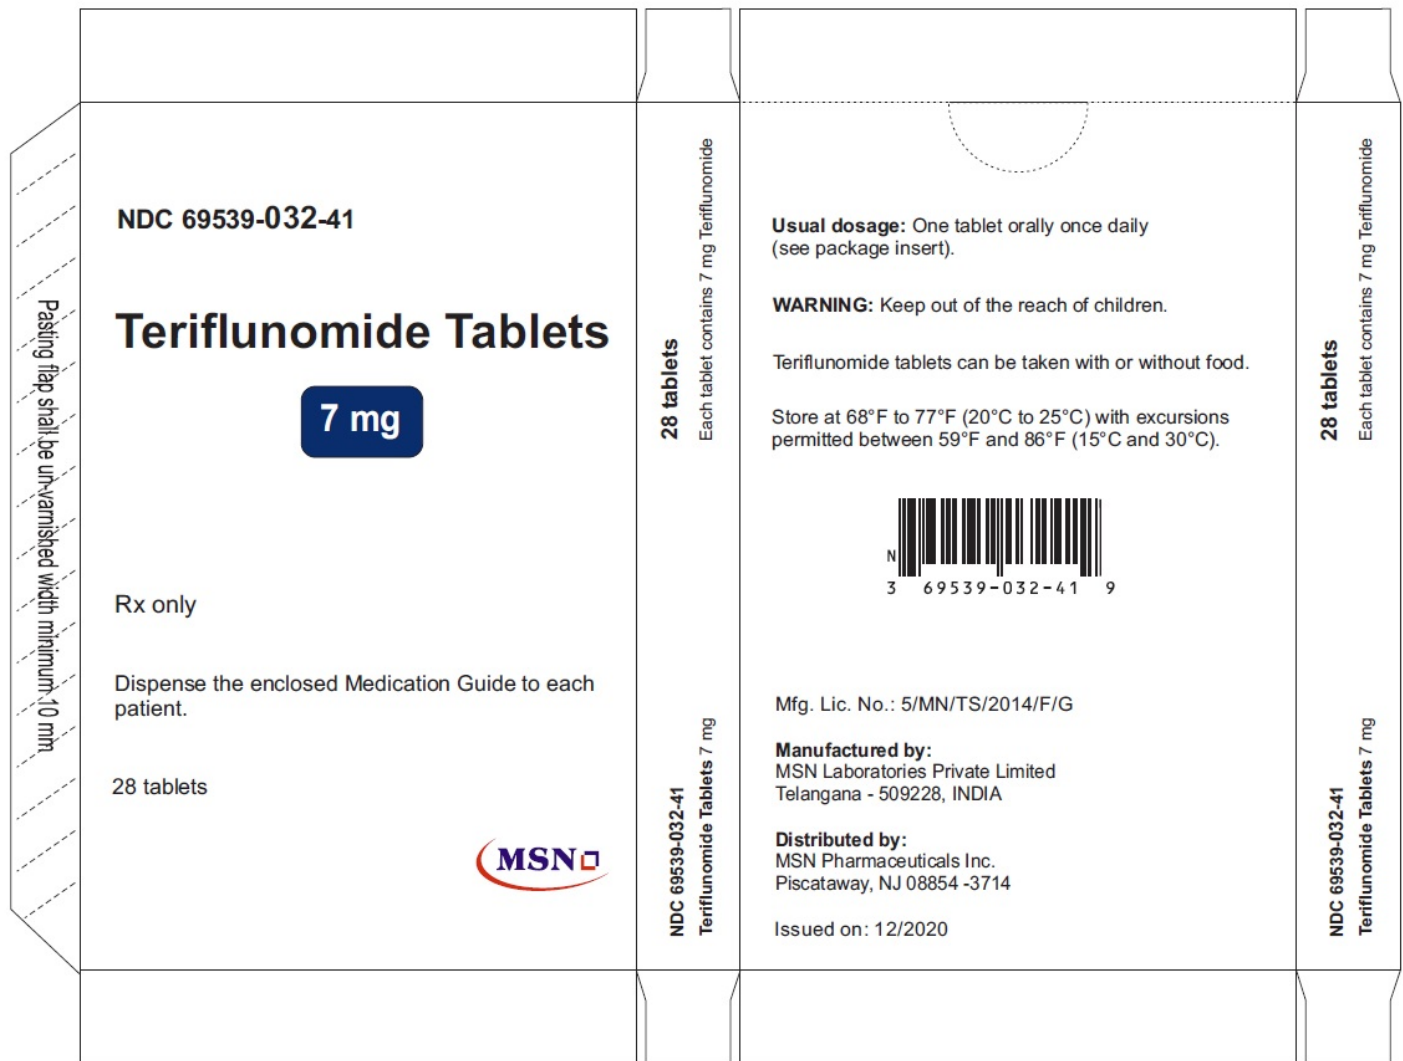 Pasting flap shall be un-varnished width minimum 10 mm
NDC 69539-032-41
Teriflunomide Tablets
7 mg
Rx only
Dispense the enclosed Medication Guide to each
patient.
28 tablets
MSN
28 tablets
Each tablet contains 7 mg Teriflunomide
NDC 69539-032-41
Teriflunomide Tablets 7 mg
Usual dosage: One tablet orally once daily
(see package insert).
WARNING: Keep out of the reach of children.
Teriflunomide tablets can be taken with or without food.
Store at 68°F to 77°F (20°C to 25°C) with excursions
permitted between 59°F and 86°F (15°C and 30°C).
N
3 69539-032-41 9
Mfg. Lic. No.: 5/MN/TS/2014/F/G
Manufactured by:
MSN Laboratories Private Limited
Telangana - 509228, INDIA
Distributed by:
MSN Pharmaceuticals Inc.
Piscataway, NJ 08854 -3714
Issued on: 12/2020
28 tablets
Each tablet contains 7 mg Teriflunomide
NDC 69539-032-41
Teriflunomide Tablets 7 mg